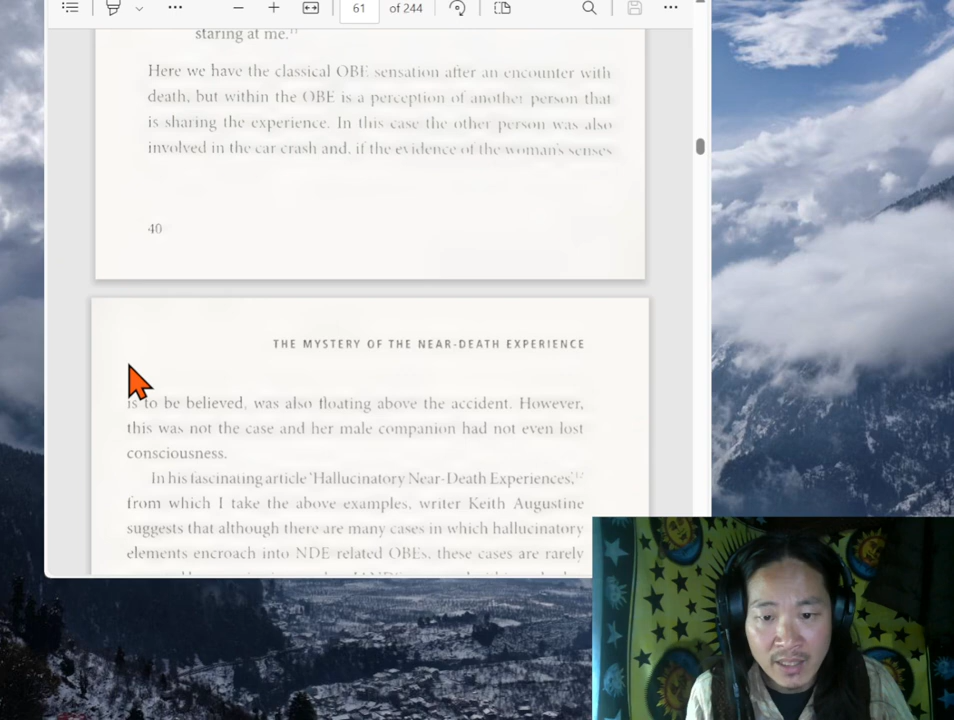 61 of 244
staring at me.¹¹
Here we have the classical OBE sensation after an encounter with
death, but within the OBE is a perception of another person that
is sharing the experience. In this case the other person was also
involved in the car crash and, if the evidence of the woman's senses
40
THE MYSTERY OF THE NEAR-DEATH EXPERIENCE
is to be believed, was also floating above the accident. However,
this was not the case and her male companion had not even lost
consciousness.
In his fascinating article 'Hallucinatory Near-Death Experiences',¹²
from which I take the above examples, writer Keith Augustine
suggests that although there are many cases in which hallucinatory
elements encroach into NDE related OBEs, these cases are rarely